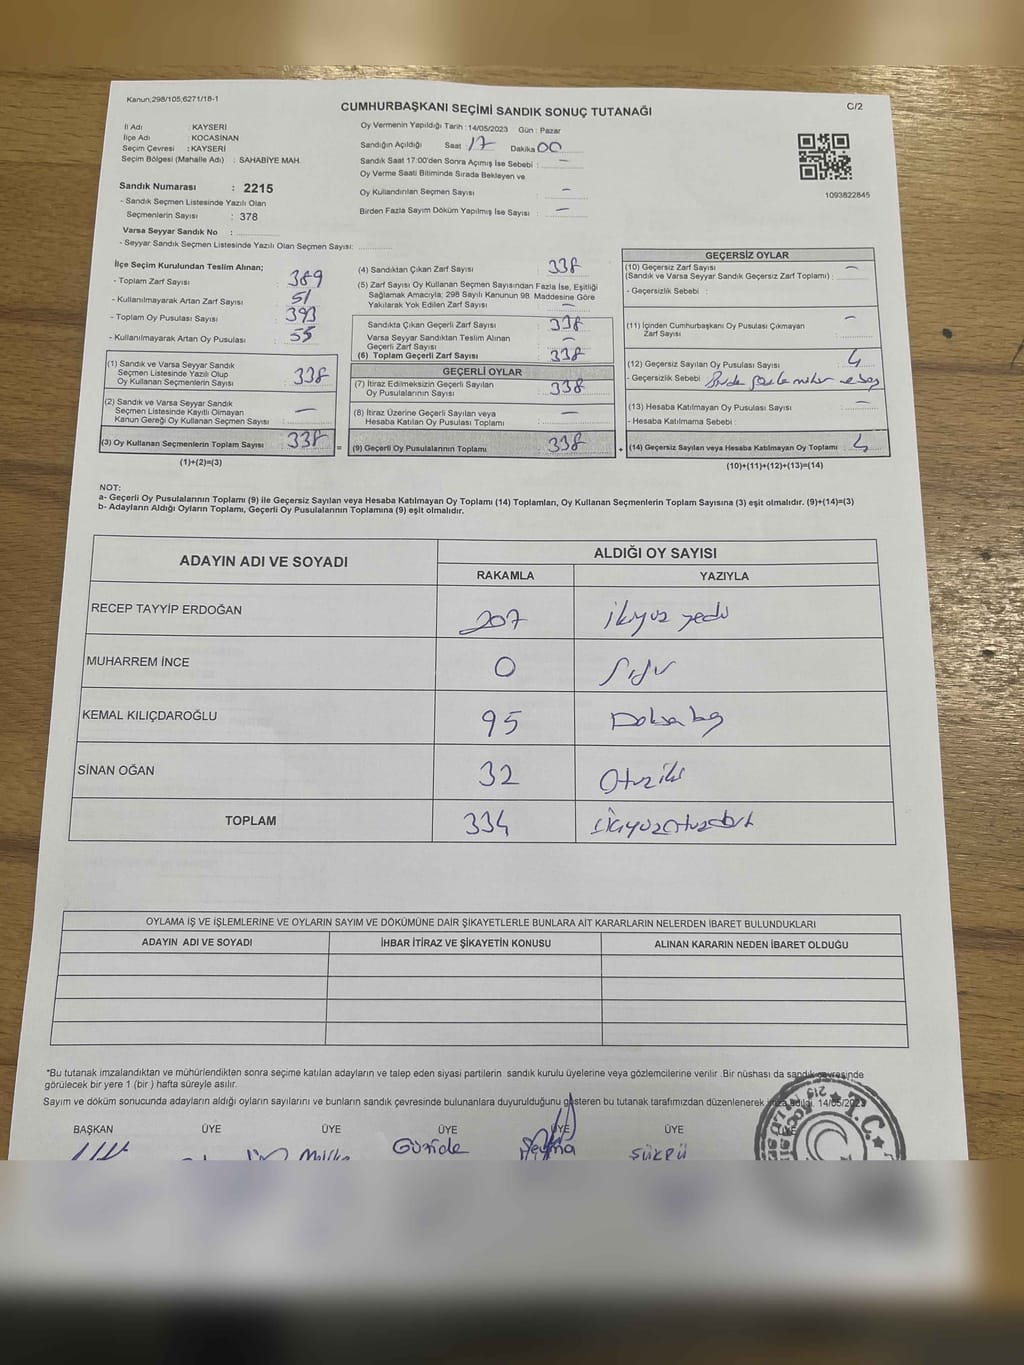 Kanun;298/105,6271/18-1
CUMHURBAŞKANI SEÇİMİ SANDIK SONUÇ TUTANAĞI
C/2
İl Adı : KAYSERİ
İlçe Adı : KOCASİNAN
Seçim Çevresi : KAYSERİ
Seçim Bölgesi (Mahalle Adı) : SAHABİYE MAH.
Sandık Numarası : 2215
- Sandık Seçmen Listesinde Yazılı Olan
Seçmenlerin Sayısı : 378
Varsa Seyyar Sandık No :
- Seyyar Sandık Seçmen Listesinde Yazılı Olan Seçmen Sayısı:
Oy Vermenin Yapıldığı Tarih : 14/05/2023 Gün : Pazar
Sandığın Açıldığı Saat 17 Dakika 00
Sandık Saat 17:00'den Sonra Açımış İse Sebebi : —
Oy Verme Saati Bitiminde Sırada Bekleyen ve
Oy Kullandırılan Seçmen Sayısı —
Birden Fazla Sayım Döküm Yapılmış İse Sayısı : —
1093822845
İlçe Seçim Kurulundan Teslim Alınan;
- Toplam Zarf Sayısı : 389
- Kullanılmayarak Artan Zarf Sayısı : 51
- Toplam Oy Pusulası Sayısı : 393
- Kullanılmayarak Artan Oy Pusulası : 55
(1) Sandık ve Varsa Seyyar Sandık
Seçmen Listesinde Yazılı Olup
Oy Kullanan Seçmenlerin Sayısı : 338
(2) Sandık ve Varsa Seyyar Sandık
Seçmen Listesinde Kayıtlı Olmayan
Kanun Gereği Oy Kullanan Seçmen Sayısı : —
(3) Oy Kullanan Seçmenlerin Toplam Sayısı : 338
(1)+(2)=(3)
(4) Sandıktan Çıkan Zarf Sayısı : 338
(5) Zarf Sayısı Oy Kullanan Seçmen Sayısından Fazla İse, Eşitliği
Sağlamak Amacıyla; 298 Sayılı Kanunun 98. Maddesine Göre
Yakılarak Yok Edilen Zarf Sayısı : —
Sandıkta Çıkan Geçerli Zarf Sayısı : 338
Varsa Seyyar Sandıktan Teslim Alınan
Geçerli Zarf Sayısı : —
(6) Toplam Geçerli Zarf Sayısı : 338
GEÇERLİ OYLAR
(7) İtiraz Edilmeksizin Geçerli Sayılan
Oy Pusulalarının Sayısı : 338
(8) İtiraz Üzerine Geçerli Sayılan veya
Hesaba Katılan Oy Pusulası Toplamı : —
= (9) Geçerli Oy Pusulalarının Toplamı : 338
GEÇERSİZ OYLAR
(10) Geçersiz Zarf Sayısı
(Sandık ve Varsa Seyyar Sandık Geçersiz Zarf Toplamı) : —
- Geçersizlik Sebebi :
(11) İçinden Cumhurbaşkanı Oy Pusulası Çıkmayan
Zarf Sayısı : —
(12) Geçersiz Sayılan Oy Pusulası Sayısı : 4
- Geçersizlik Sebebi
(13) Hesaba Katılmayan Oy Pusulası Sayısı : —
- Hesaba Katılmama Sebebi :
+ (14) Geçersiz Sayılan veya Hesaba Katılmayan Oy Toplamı : 4
(10)+(11)+(12)+(13)=(14)
NOT:
a- Geçerli Oy Pusulalarının Toplamı (9) ile Geçersiz Sayılan veya Hesaba Katılmayan Oy Toplamı (14) Toplamları, Oy Kullanan Seçmenlerin Toplam Sayısına (3) eşit olmalıdır. (9)+(14)=(3)
b- Adayların Aldığı Oyların Toplamı, Geçerli Oy Pusulalarının Toplamına (9) eşit olmalıdır.
ADAYIN ADI VE SOYADI
ALDIĞI OY SAYISI
RAKAMLA YAZIYLA
RECEP TAYYİP ERDOĞAN 207 ikiyüz yedi
MUHARREM İNCE 0 Sıfır
KEMAL KILIÇDAROĞLU 95 Doksan beş
SİNAN OĞAN 32 Otuz iki
TOPLAM 334 ikiyüzotuzdört
OYLAMA İŞ VE İŞLEMLERİNE VE OYLARIN SAYIM VE DÖKÜMÜNE DAİR ŞİKAYETLERLE BUNLARA AİT KARARLARIN NELERDEN İBARET BULUNDUKLARI
ADAYIN ADI VE SOYADI İHBAR İTİRAZ VE ŞİKAYETİN KONUSU ALINAN KARARIN NEDEN İBARET OLDUĞU
*Bu tutanak imzalandıktan ve mühürlendikten sonra seçime katılan adayların ve talep eden siyasi partilerin sandık kurulu üyelerine veya gözlemcilerine verilir .Bir nüshası da sandık çevresinde
görülecek bir yere 1 (bir ) hafta süreyle asılır.
Sayım ve döküm sonucunda adayların aldığı oyların sayılarını ve bunların sandık çevresinde bulunanlara duyurulduğunu gösteren bu tutanak tarafımızdan düzenlenerek imza edildi. 14/05/2023
BAŞKAN ÜYE ÜYE ÜYE ÜYE ÜYE ÜYE
Güzide Şeyma ŞÜKRÜ
T.C.